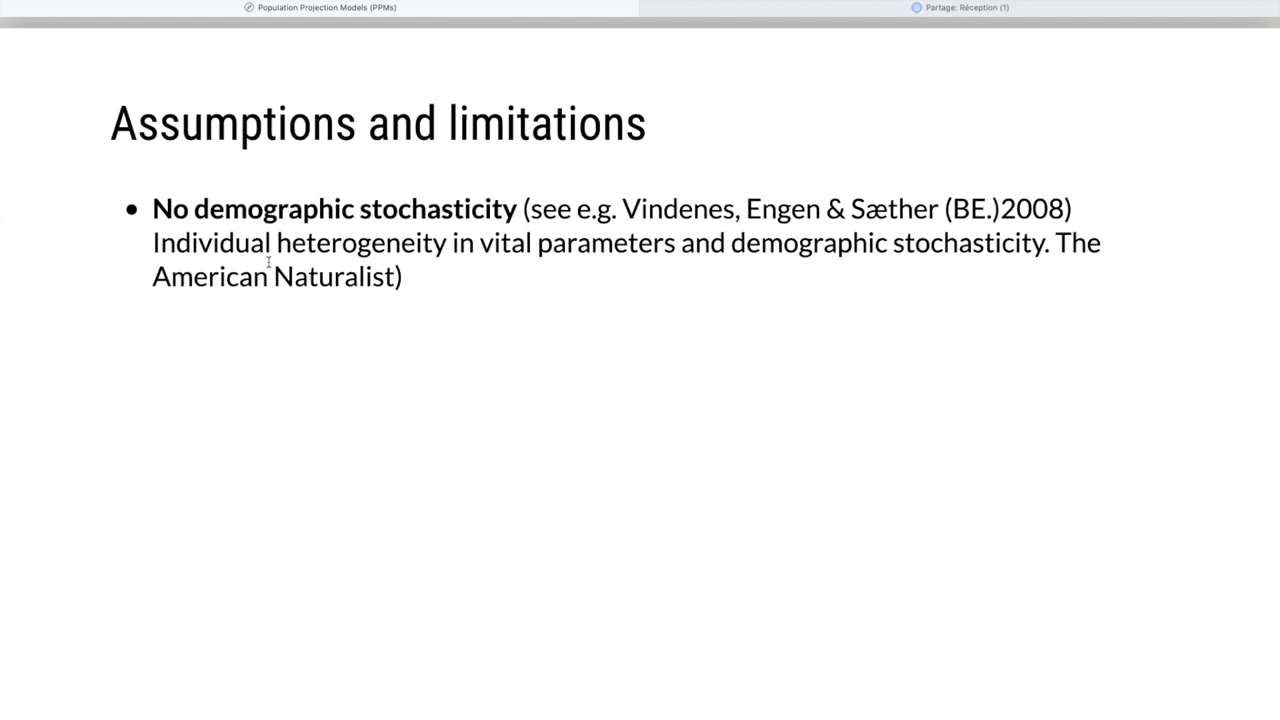 Population Projection Models (PPMs)
Partage: Réception (1)
Assumptions and limitations
• No demographic stochasticity (see e.g. Vindenes, Engen & Sæther (BE.)2008)
Individual heterogeneity in vital parameters and demographic stochasticity. The
American Naturalist)